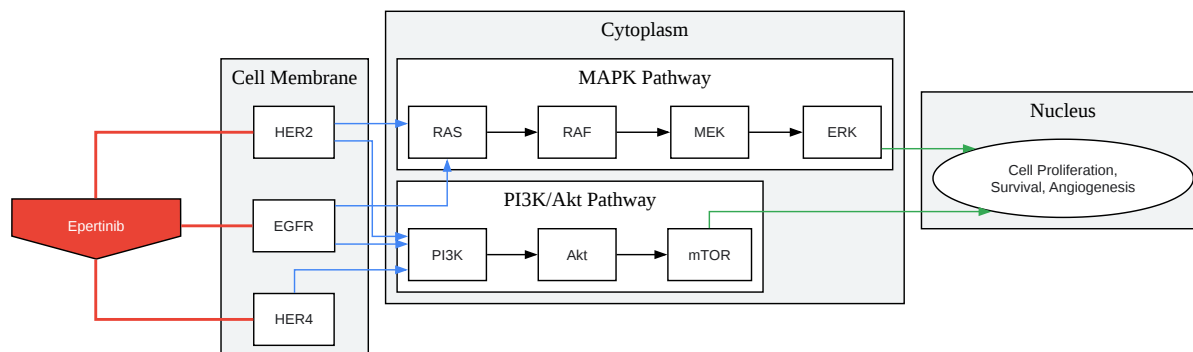 Cytoplasm
Cell Membrane
MAPK Pathway
Nucleus
HER2
RAS
RAF
MEK
ERK
Cell Proliferation,
Survival, Angiogenesis
PI3K/Akt Pathway
Epertinib
EGFR
PI3K
Akt
mTOR
HER4